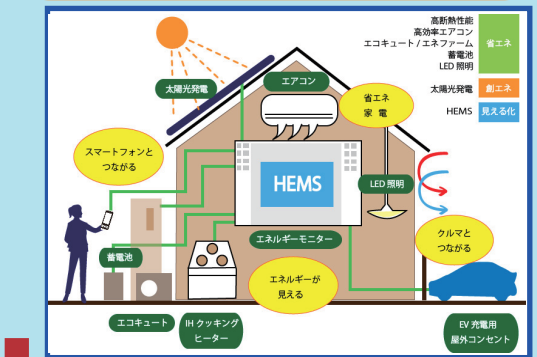 高断熱性能
高効率エアコン
エコキュート / エネファーム
蓄電池
LED 照明
省エネ
太陽光発電
創エネ
HEMS
見える化
太陽光発電
エアコン
省エネ
家 電
スマートフォンと
つながる
HEMS
LED 照明
エネルギーモニター
クルマと
つながる
蓄電池
エネルギーが
見える
エコキュート
IH クッキング
ヒーター
EV 充電用
屋外コンセント